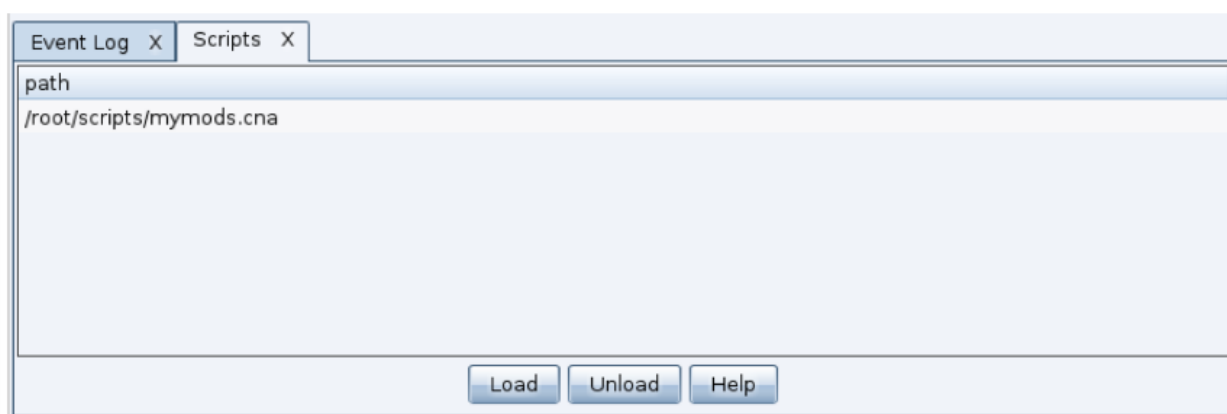 Event Log X Scripts X
path
/root/scripts/mymods.cna
Load Unload Help